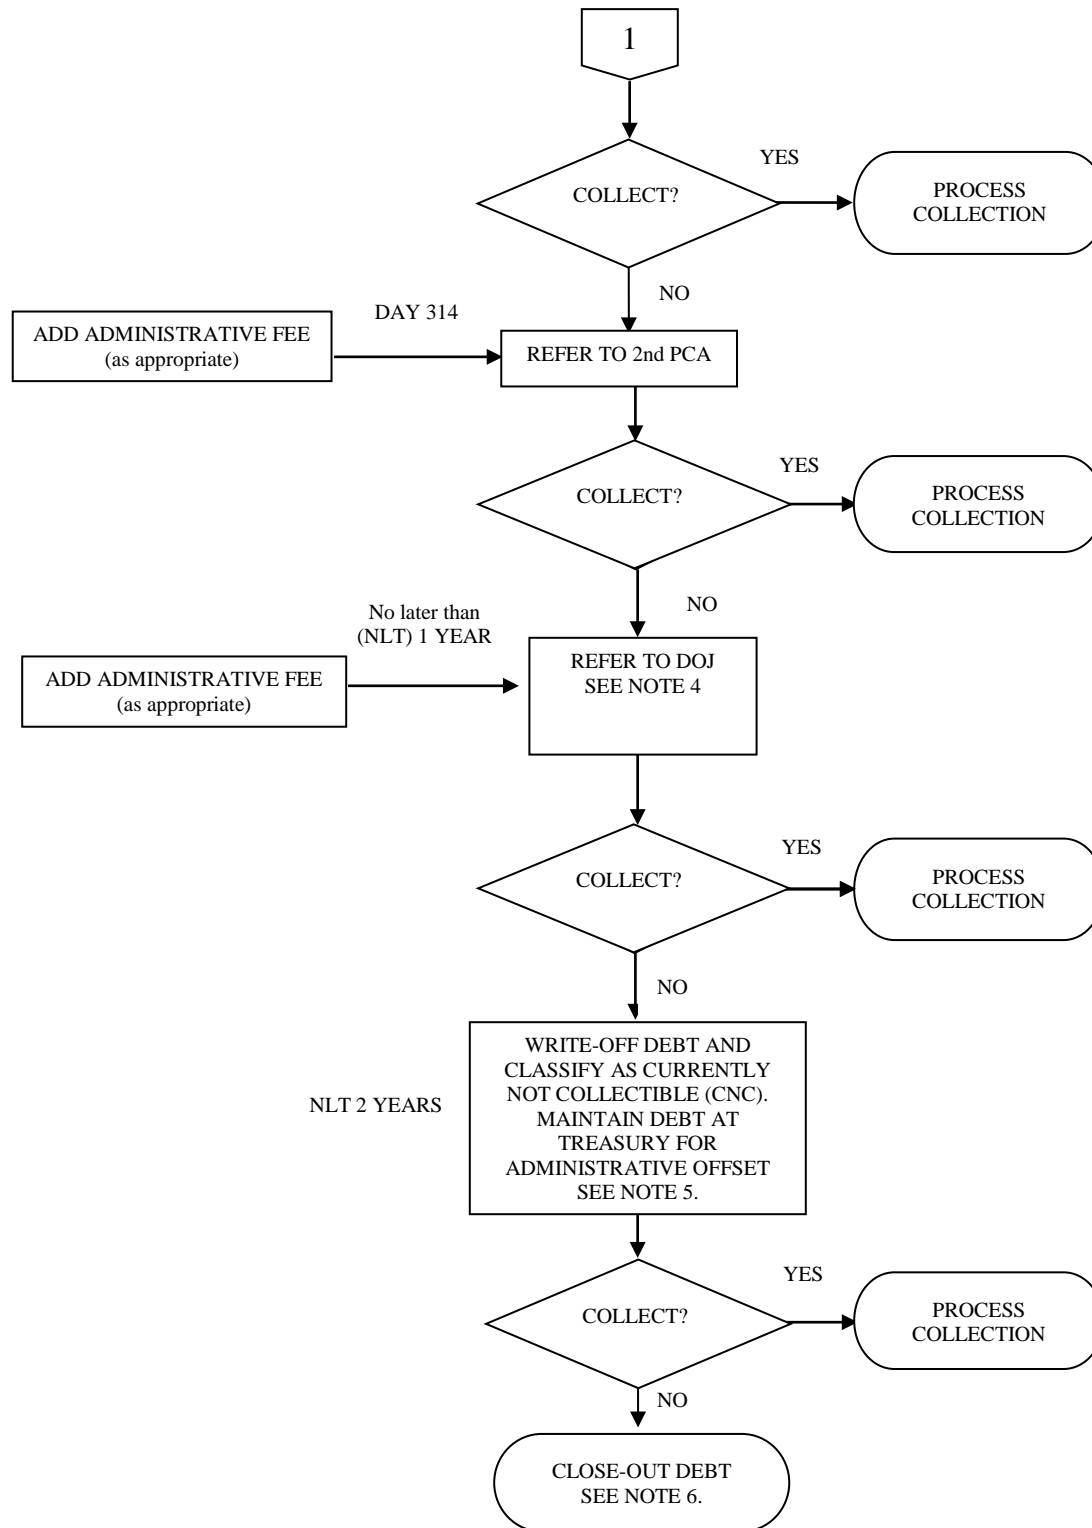 1
COLLECT?
YES
PROCESS
COLLECTION
NO
ADD ADMINISTRATIVE FEE
(as appropriate)
DAY 314
REFER TO 2nd PCA
COLLECT?
YES
PROCESS
COLLECTION
NO
No later than
(NLT) 1 YEAR
ADD ADMINISTRATIVE FEE
(as appropriate)
REFER TO DOJ
SEE NOTE 4
COLLECT?
YES
PROCESS
COLLECTION
NO
NLT 2 YEARS
WRITE-OFF DEBT AND
CLASSIFY AS CURRENTLY
NOT COLLECTIBLE (CNC).
MAINTAIN DEBT AT
TREASURY FOR
ADMINISTRATIVE OFFSET
SEE NOTE 5.
COLLECT?
YES
PROCESS
COLLECTION
NO
CLOSE-OUT DEBT
SEE NOTE 6.